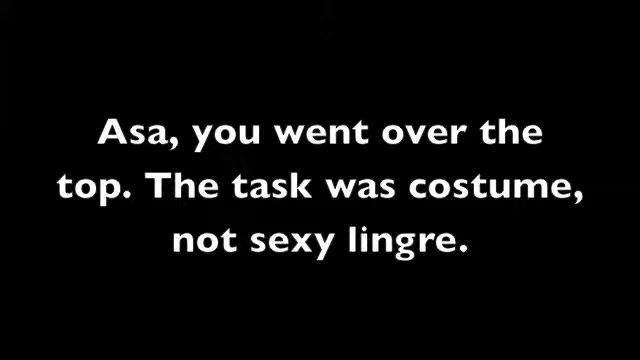 Asa, you went over the
top. The task was costume,
not sexy lingre.